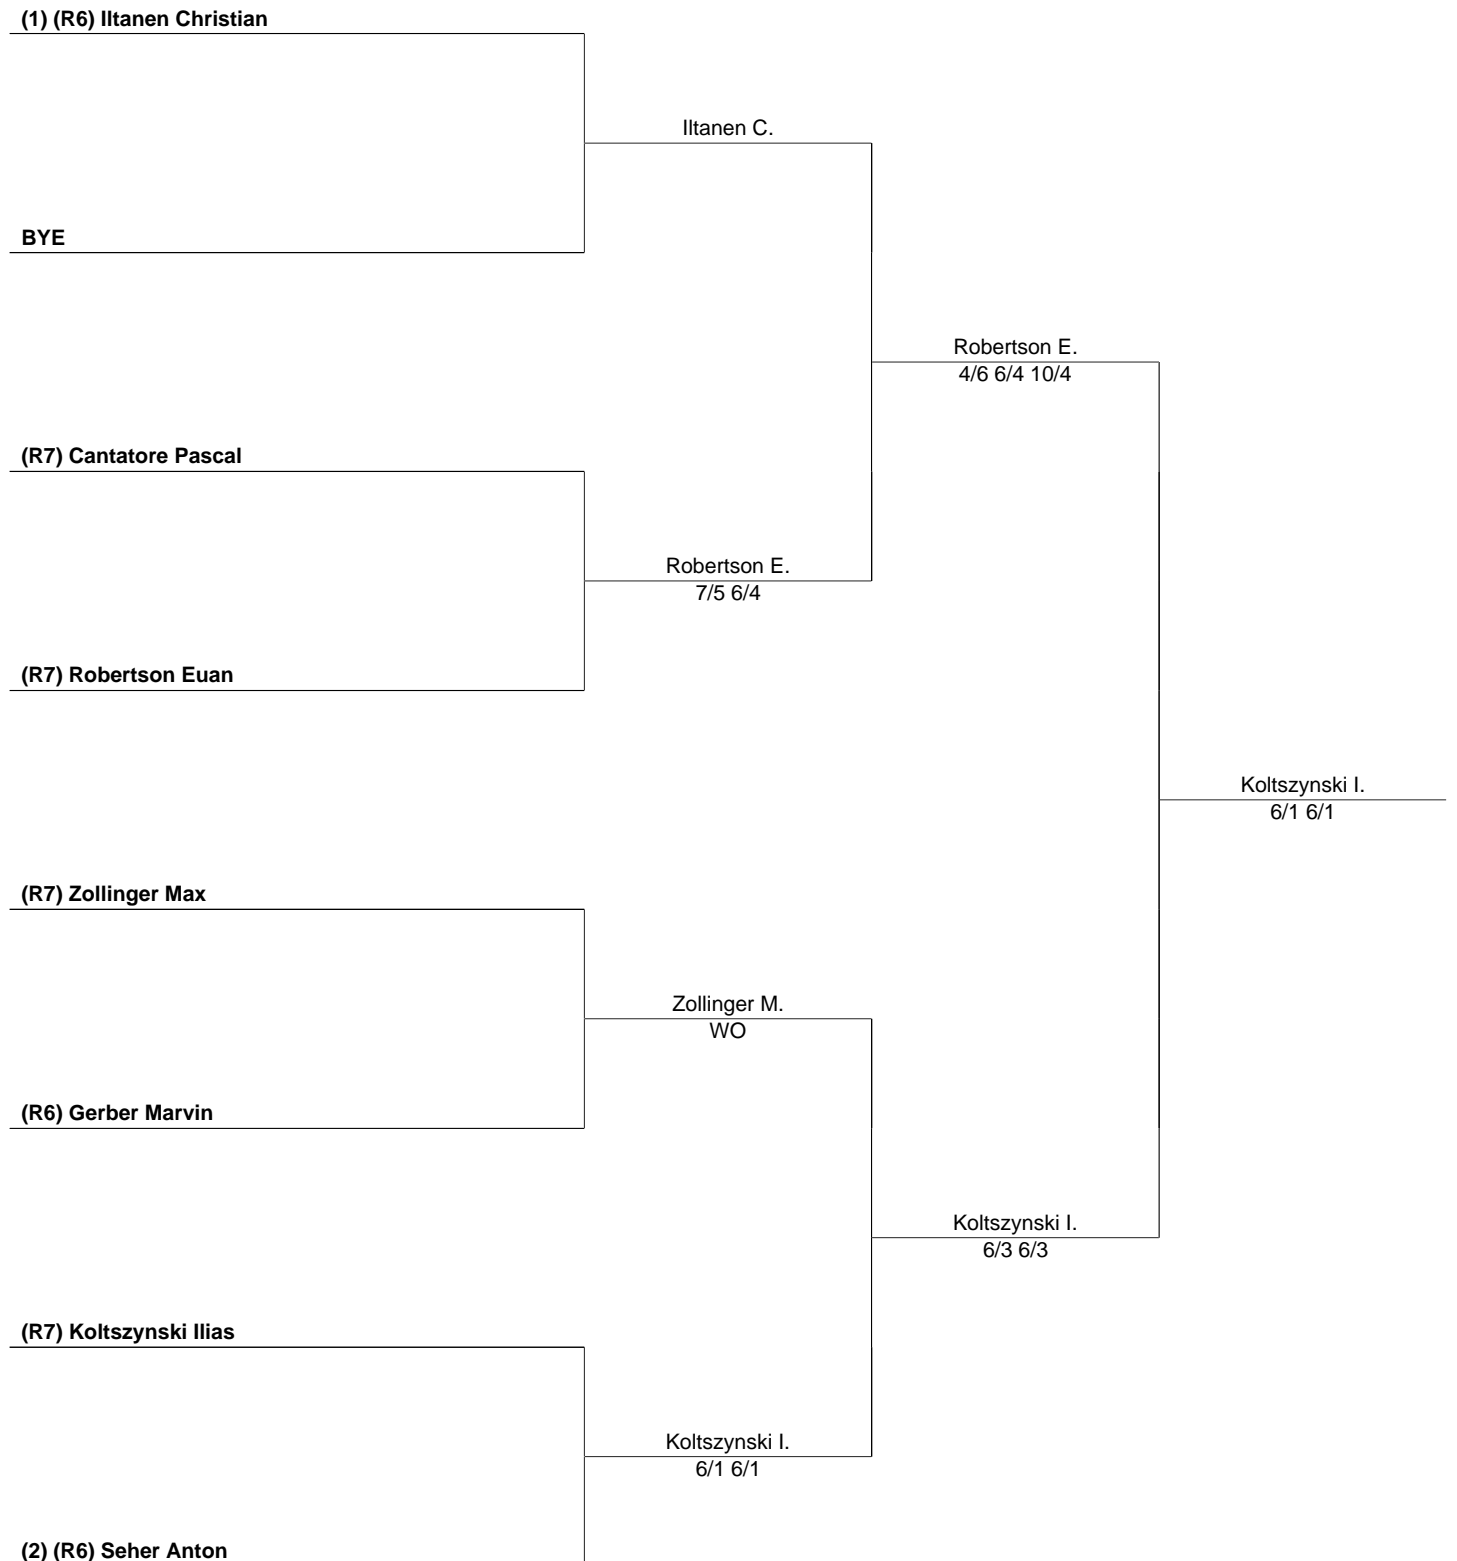 (1) (R6) Iltanen Christian
Iltanen C.
BYE
Robertson E.
4/6 6/4 10/4
(R7) Cantatore Pascal
Robertson E.
7/5 6/4
(R7) Robertson Euan
Koltszynski I.
6/1 6/1
(R7) Zollinger Max
Zollinger M.
WO
(R6) Gerber Marvin
Koltszynski I.
6/3 6/3
(R7) Koltszynski Ilias
Koltszynski I.
6/1 6/1
(2) (R6) Seher Anton